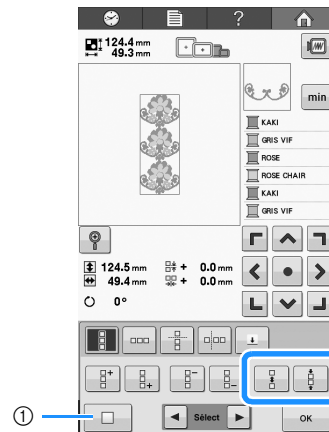 ?
124.4 mm
49.3 mm
min
KAKI
GRIS VIF
ROSE
ROSE CHAIR
KAKI
GRIS VIF
124.5 mm + 0.0 mm
49.4 mm + 0.0 mm
0°
①
Sélect
OK